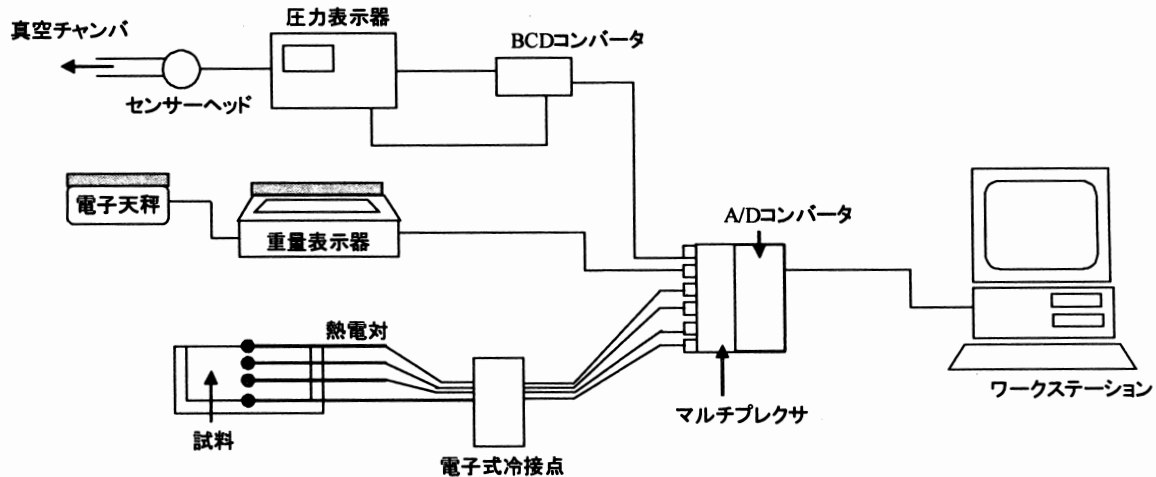 真空チャンバ
圧力表示器
BCDコンバータ
センサーヘッド
電子天秤
重量表示器
A/Dコンバータ
熱電対
試料
電子式冷接点
マルチプレクサ
ワークステーション